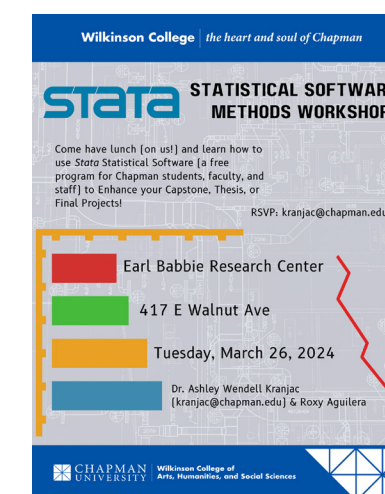 Wilkinson College | the heart and soul of Chapman
STATA
STATISTICAL SOFTWARE
METHODS WORKSHOP
Come have lunch (on us!) and learn how to
use Stata Statistical Software (a free
program for Chapman students, faculty, and
staff) to Enhance your Capstone, Thesis, or
Final Projects!
RSVP: kranjac@chapman.edu
Earl Babbie Research Center
417 E Walnut Ave
Tuesday, March 26, 2024
Dr. Ashley Wendell Kranjac
(kranjac@chapman.edu) & Roxy Aguilera
CHAPMAN UNIVERSITY
Wilkinson College of
Arts, Humanities, and Social Sciences